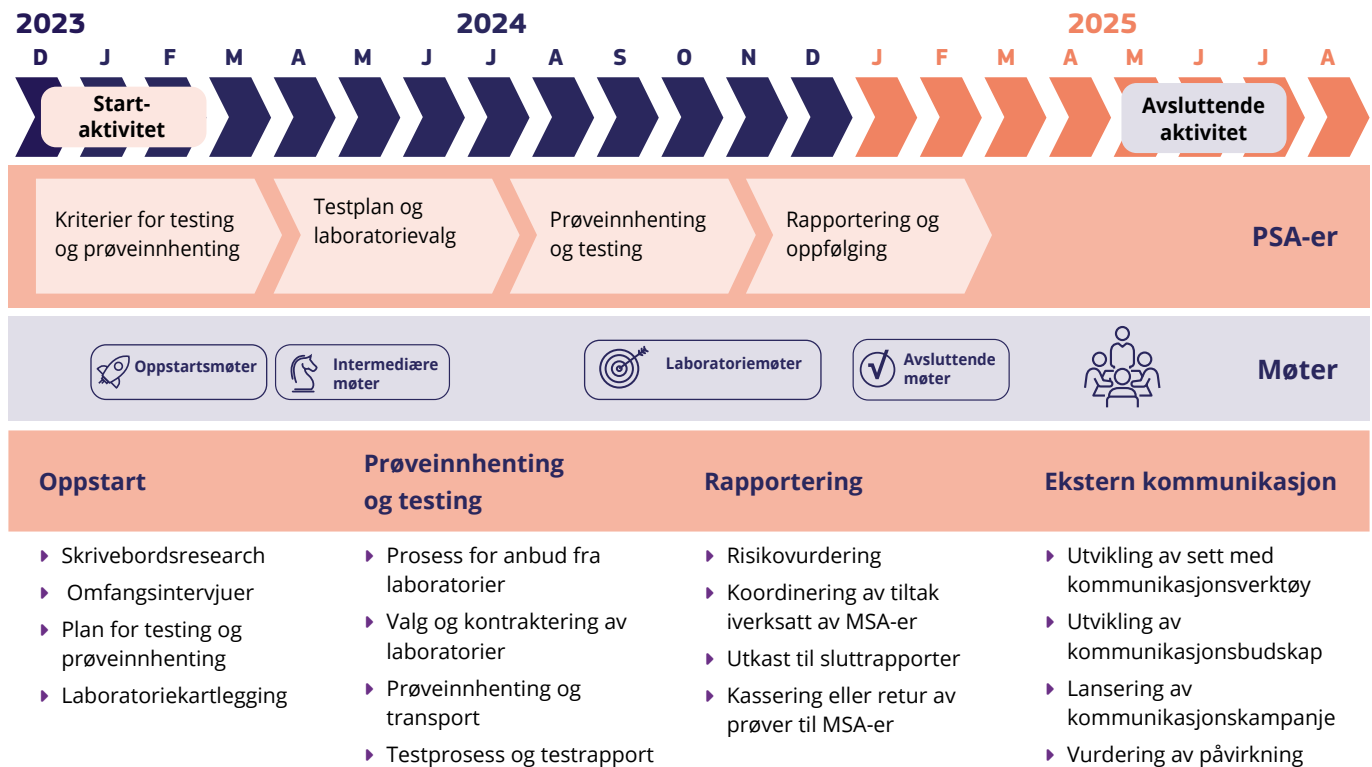 2023 2024 2025
D J F M A M J J A S O N D J F M A M J J A
Start-
aktivitet
Avsluttende
aktivitet
Kriterier for testing
og prøveinnhenting
Testplan og
laboratorievalg
Prøveinnhenting
og testing
Rapportering og
oppfølging
PSA-er
Oppstartsmøter
Intermediære
møter
Laboratoriemøter
Avsluttende
møter
Møter
Oppstart
Skrivebordsresearch
Omfangsintervjuer
Plan for testing og
prøveinnhenting
Laboratoriekartlegging
Prøveinnhenting
og testing
Prosess for anbud fra
laboratorier
Valg og kontraktering av
laboratorier
Prøveinnhenting og
transport
Testprosess og testrapport
Rapportering
Risikovurdering
Koordinering av tiltak
iverksatt av MSA-er
Utkast til sluttrapporter
Kassering eller retur av
prøver til MSA-er
Ekstern kommunikasjon
Utvikling av sett med
kommunikasjonsverktøy
Utvikling av
kommunikasjonsbudskap
Lansering av
kommunikasjonskampanje
Vurdering av påvirkning